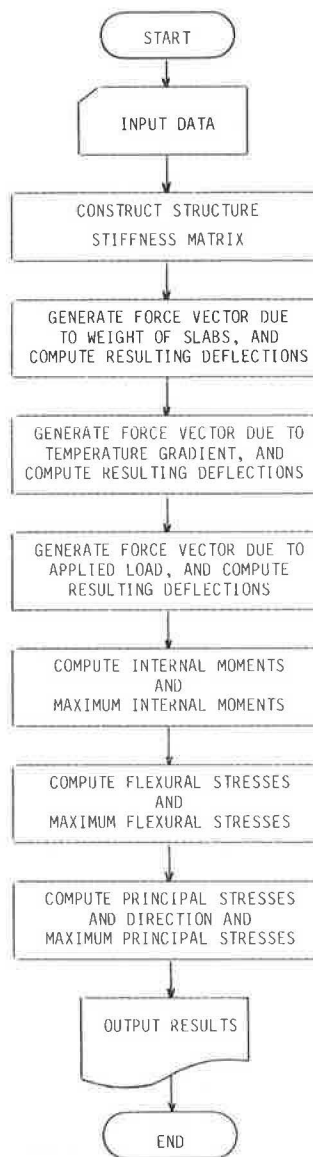 START
INPUT DATA
CONSTRUCT STRUCTURE
STIFFNESS MATRIX
GENERATE FORCE VECTOR DUE
TO WEIGHT OF SLABS, AND
COMPUTE RESULTING DEFLECTIONS
GENERATE FORCE VECTOR DUE TO
TEMPERATURE GRADIENT, AND
COMPUTE RESULTING DEFLECTIONS
GENERATE FORCE VECTOR DUE TO
APPLIED LOAD, AND COMPUTE
RESULTING DEFLECTIONS
COMPUTE INTERNAL MOMENTS
AND
MAXIMUM INTERNAL MOMENTS
COMPUTE FLEXURAL STRESSES
AND
MAXIMUM FLEXURAL STRESSES
COMPUTE PRINCIPAL STRESSES
AND DIRECTION AND
MAXIMUM PRINCIPAL STRESSES
OUTPUT RESULTS
END